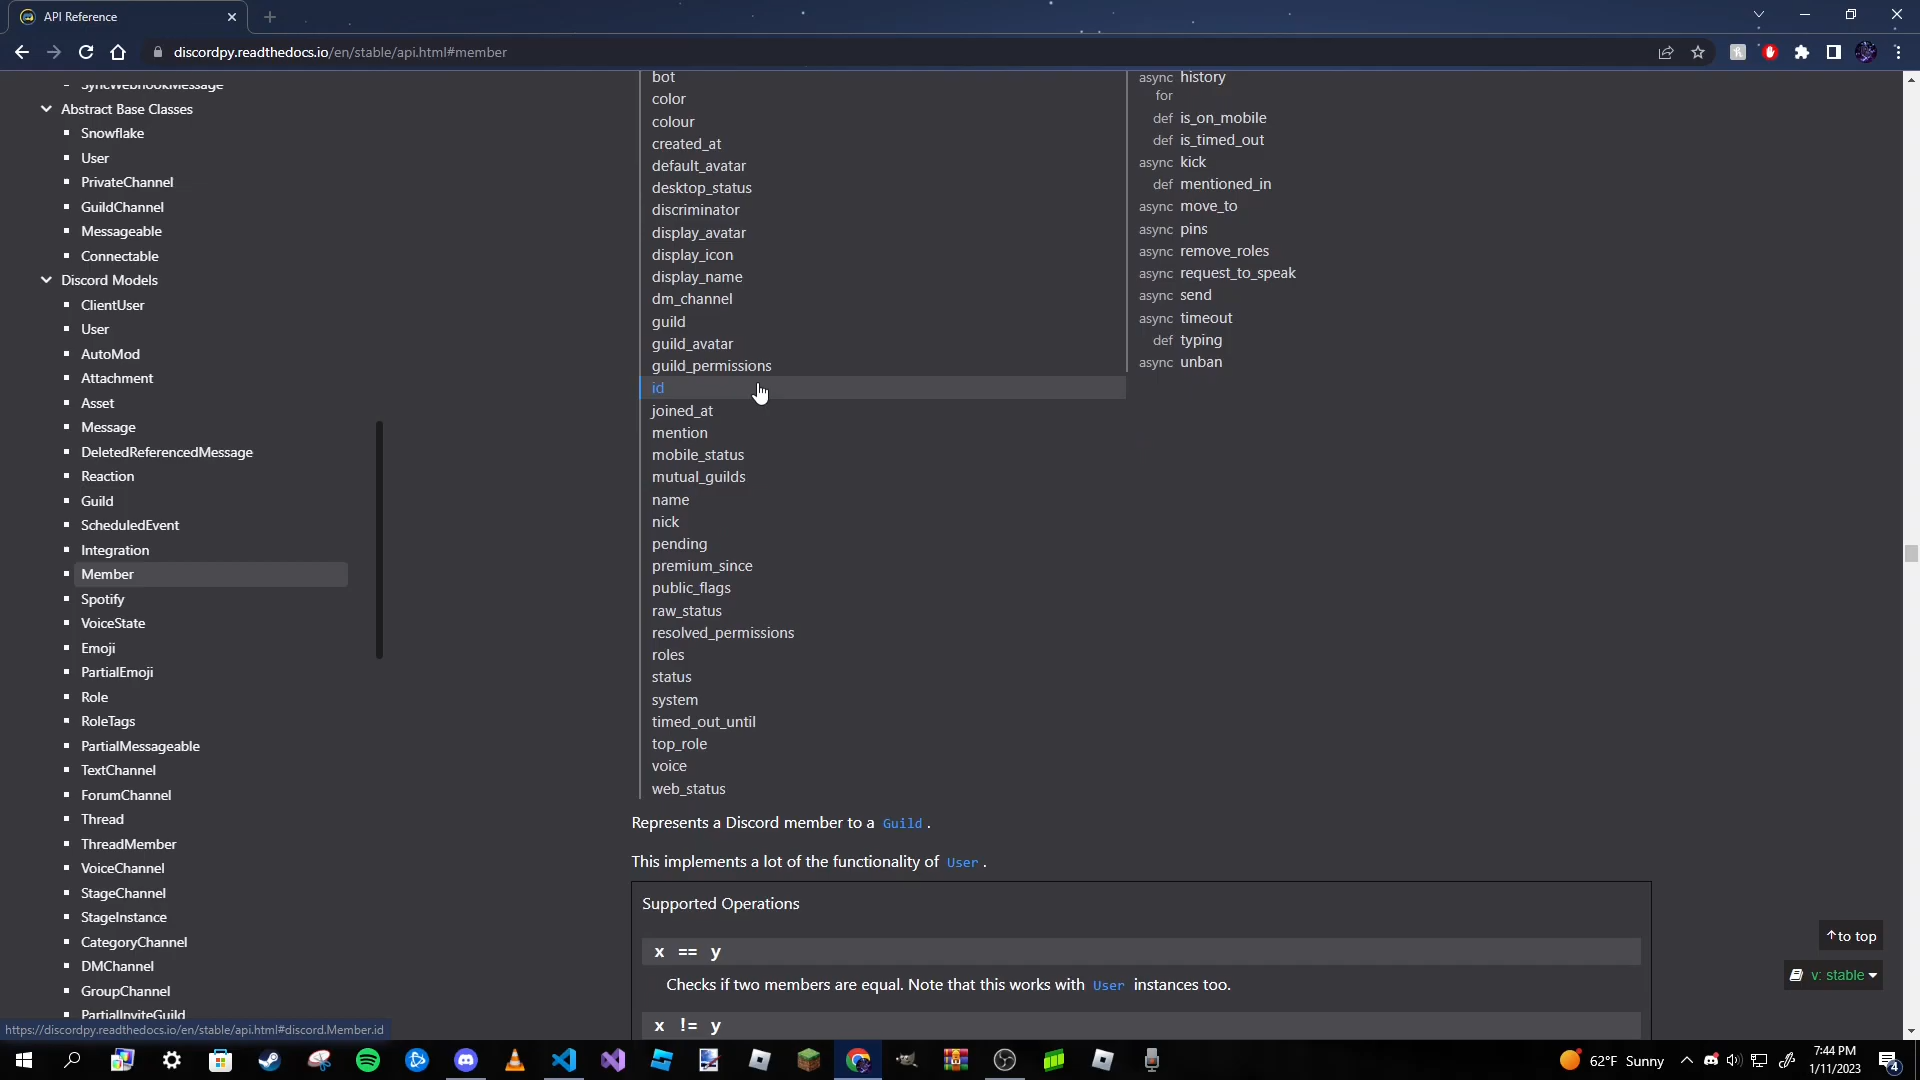 API Reference
discordpy.readthedocs.io/en/stable/api.html#member
SyncWebhookMessage
Abstract Base Classes
Snowflake
User
PrivateChannel
GuildChannel
Messageable
Connectable
Discord Models
ClientUser
User
AutoMod
Attachment
Asset
Message
DeletedReferencedMessage
Reaction
Guild
ScheduledEvent
Integration
Member
Spotify
VoiceState
Emoji
PartialEmoji
Role
RoleTags
PartialMessageable
TextChannel
ForumChannel
Thread
ThreadMember
VoiceChannel
StageChannel
StageInstance
CategoryChannel
DMChannel
GroupChannel
PartialInviteGuild
https://discordpy.readthedocs.io/en/stable/api.html#discord.Member.id
bot
color
colour
created_at
default_avatar
desktop_status
discriminator
display_avatar
display_icon
display_name
dm_channel
guild
guild_avatar
guild_permissions
id
joined_at
mention
mobile_status
mutual_guilds
name
nick
pending
premium_since
public_flags
raw_status
resolved_permissions
roles
status
system
timed_out_until
top_role
voice
web_status
async history
for
def is_on_mobile
def is_timed_out
async kick
def mentioned_in
async move_to
async pins
async remove_roles
async request_to_speak
async send
async timeout
def typing
async unban
Represents a Discord member to a Guild.
This implements a lot of the functionality of User.
Supported Operations
x == y
Checks if two members are equal. Note that this works with User instances too.
x != y
↑to top
v: stable
62°F Sunny
7:44 PM
1/11/2023
4